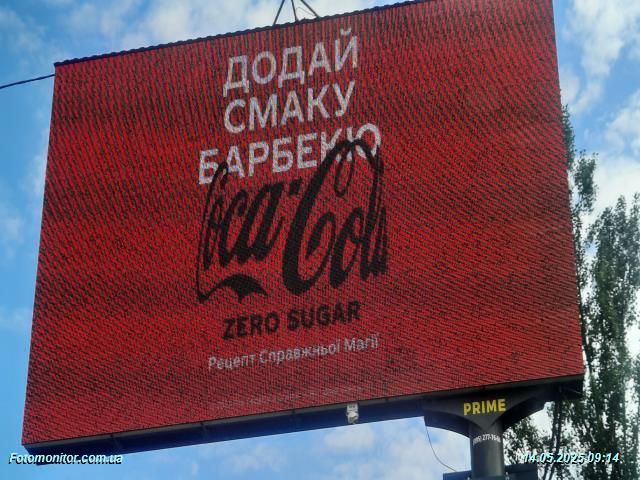 ДОДАЙ
СМАКУ
БАРБЕКЮ
Coca-Cola
ZERO SUGAR
Рецепт Справжньої Магії
PRIME
Fotomonitor.com.ua
14.05.2025 09:14